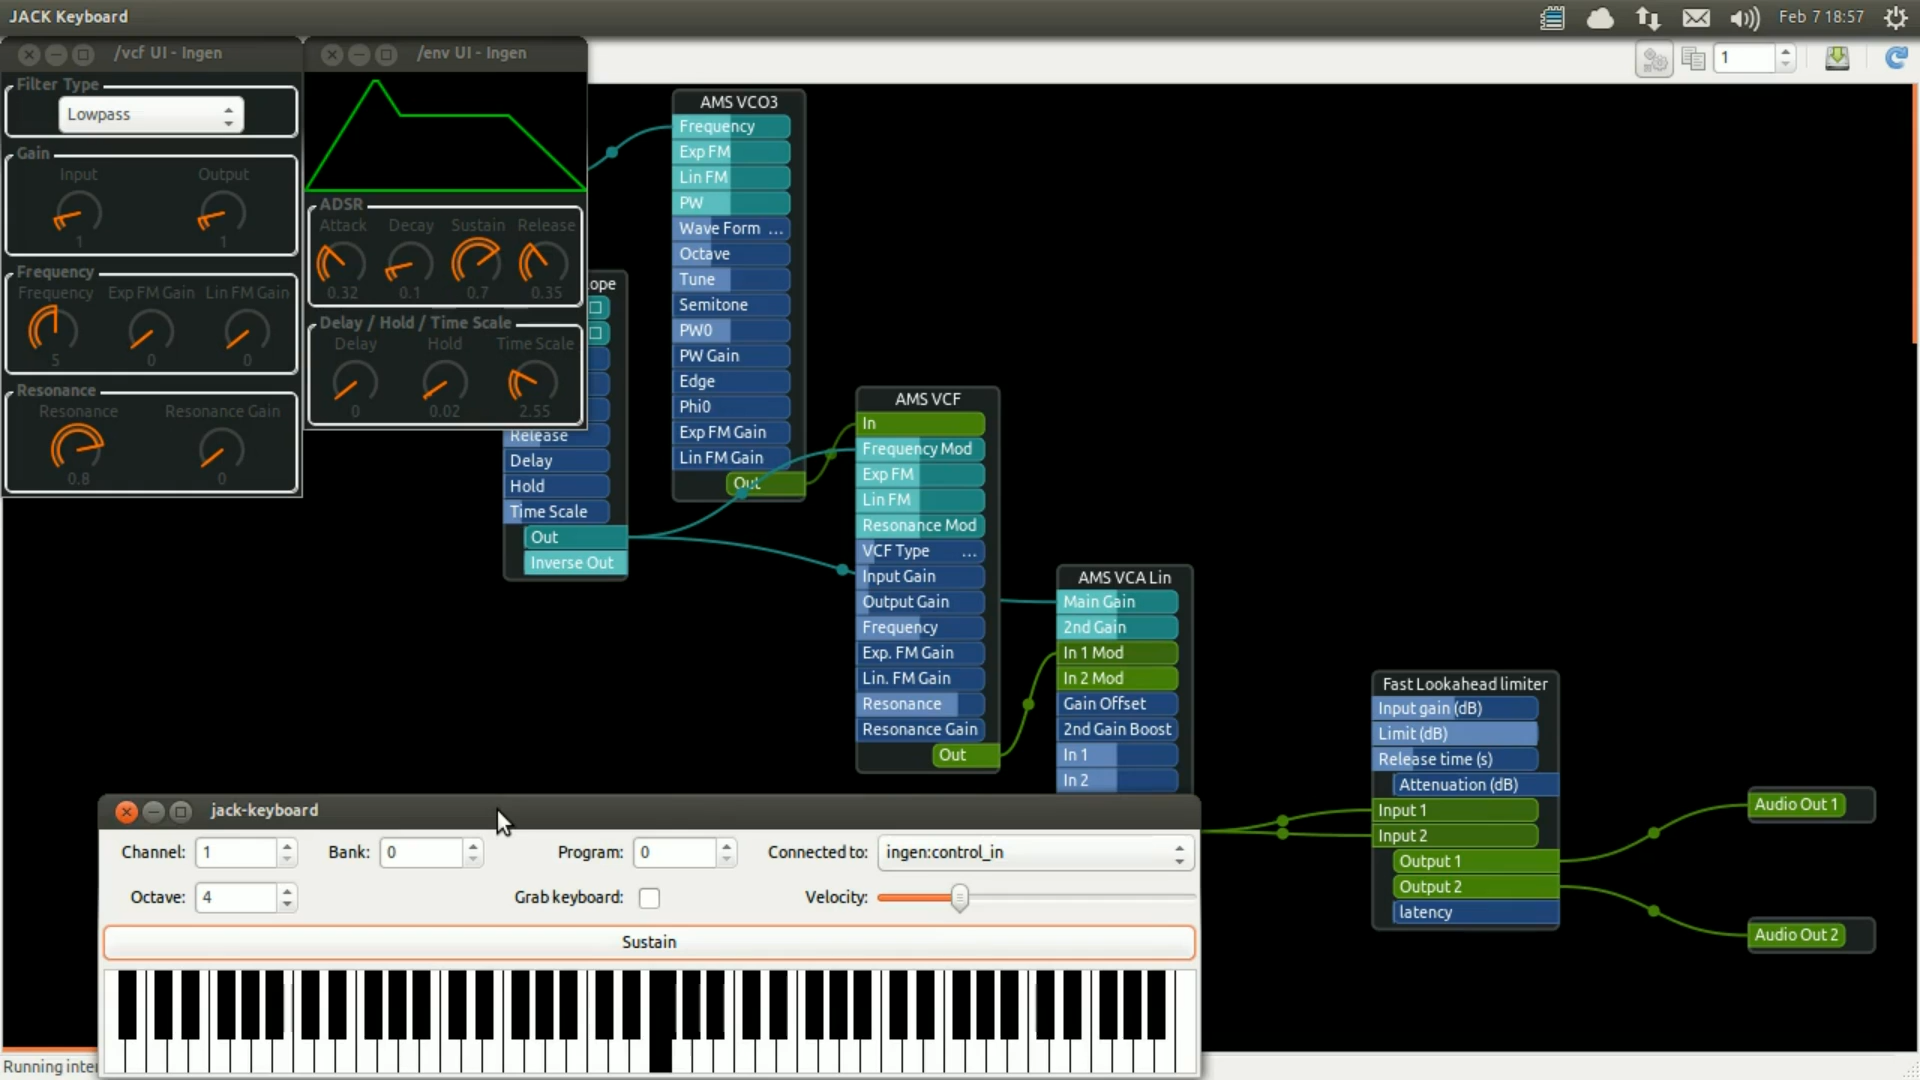 JACK Keyboard
Feb 7 18:57
/vcf UI - Ingen
/env UI - Ingen
1
Filter Type
Lowpass
Gain
Input Output
1 1
Frequency
Frequency Exp FM Gain Lin FM Gain
5 0 0
Resonance
Resonance Resonance Gain
0.8 0
ADSR
Attack Decay Sustain Release
0.32 0.1 0.7 0.35
Delay / Hold / Time Scale
Delay Hold Time Scale
0 0.02 2.55
Release
Delay
Hold
Time Scale
Out
Inverse Out
AMS VCO3
Frequency
Exp FM
Lin FM
PW
Wave Form ...
Octave
Tune
Semitone
PW0
PW Gain
Edge
Phi0
Exp FM Gain
Lin FM Gain
Out
AMS VCF
In
Frequency Mod
Exp FM
Lin FM
Resonance Mod
VCF Type ...
Input Gain
Output Gain
Frequency
Exp. FM Gain
Lin. FM Gain
Resonance
Resonance Gain
Out
AMS VCA Lin
Main Gain
2nd Gain
In 1 Mod
In 2 Mod
Gain Offset
2nd Gain Boost
In 1
In 2
Fast Lookahead limiter
Input gain (dB)
Limit (dB)
Release time (s)
Attenuation (dB)
Input 1
Input 2
Output 1
Output 2
latency
Audio Out 1
Audio Out 2
jack-keyboard
Channel: 1 Bank: 0 Program: 0 Connected to: ingen:control_in
Octave: 4 Grab keyboard: Velocity:
Sustain
Running